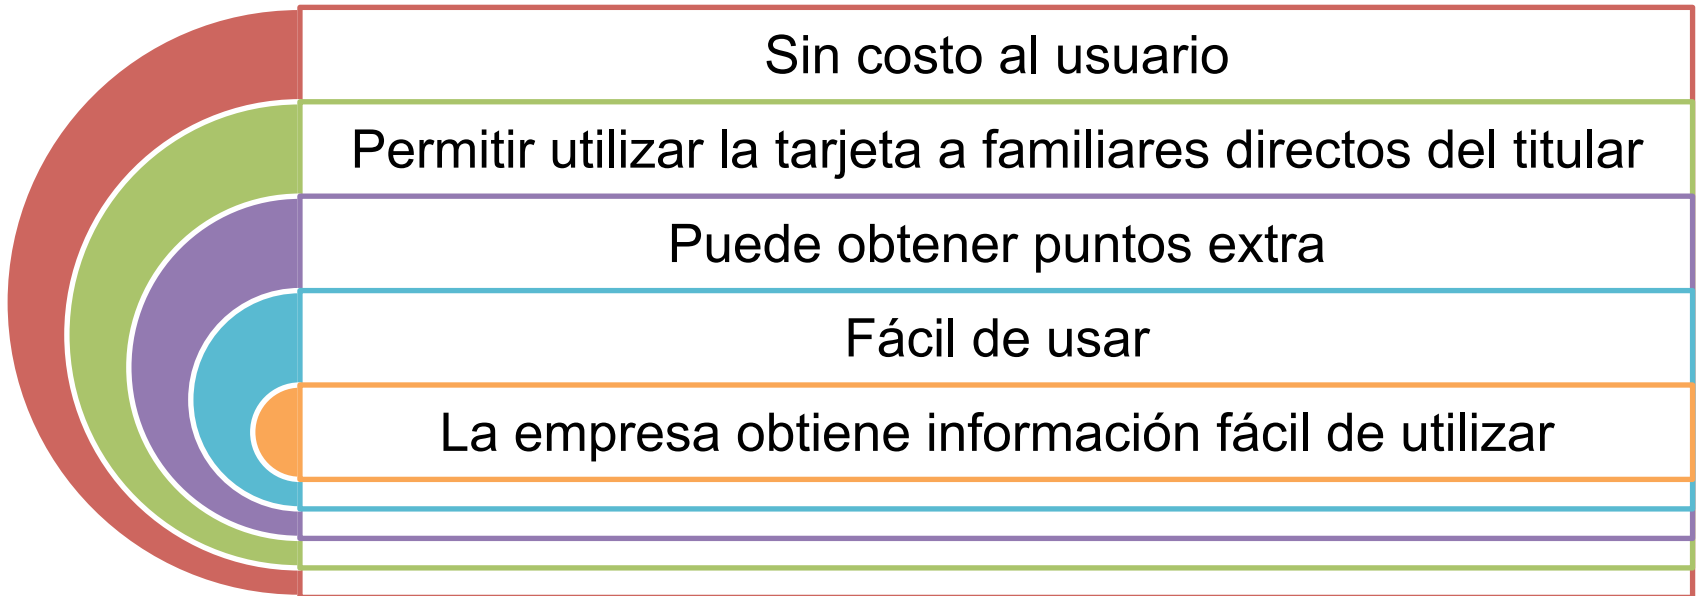 Sin costo al usuario
Permitir utilizar la tarjeta a familiares directos del titular
Puede obtener puntos extra
Fácil de usar
La empresa obtiene información fácil de utilizar